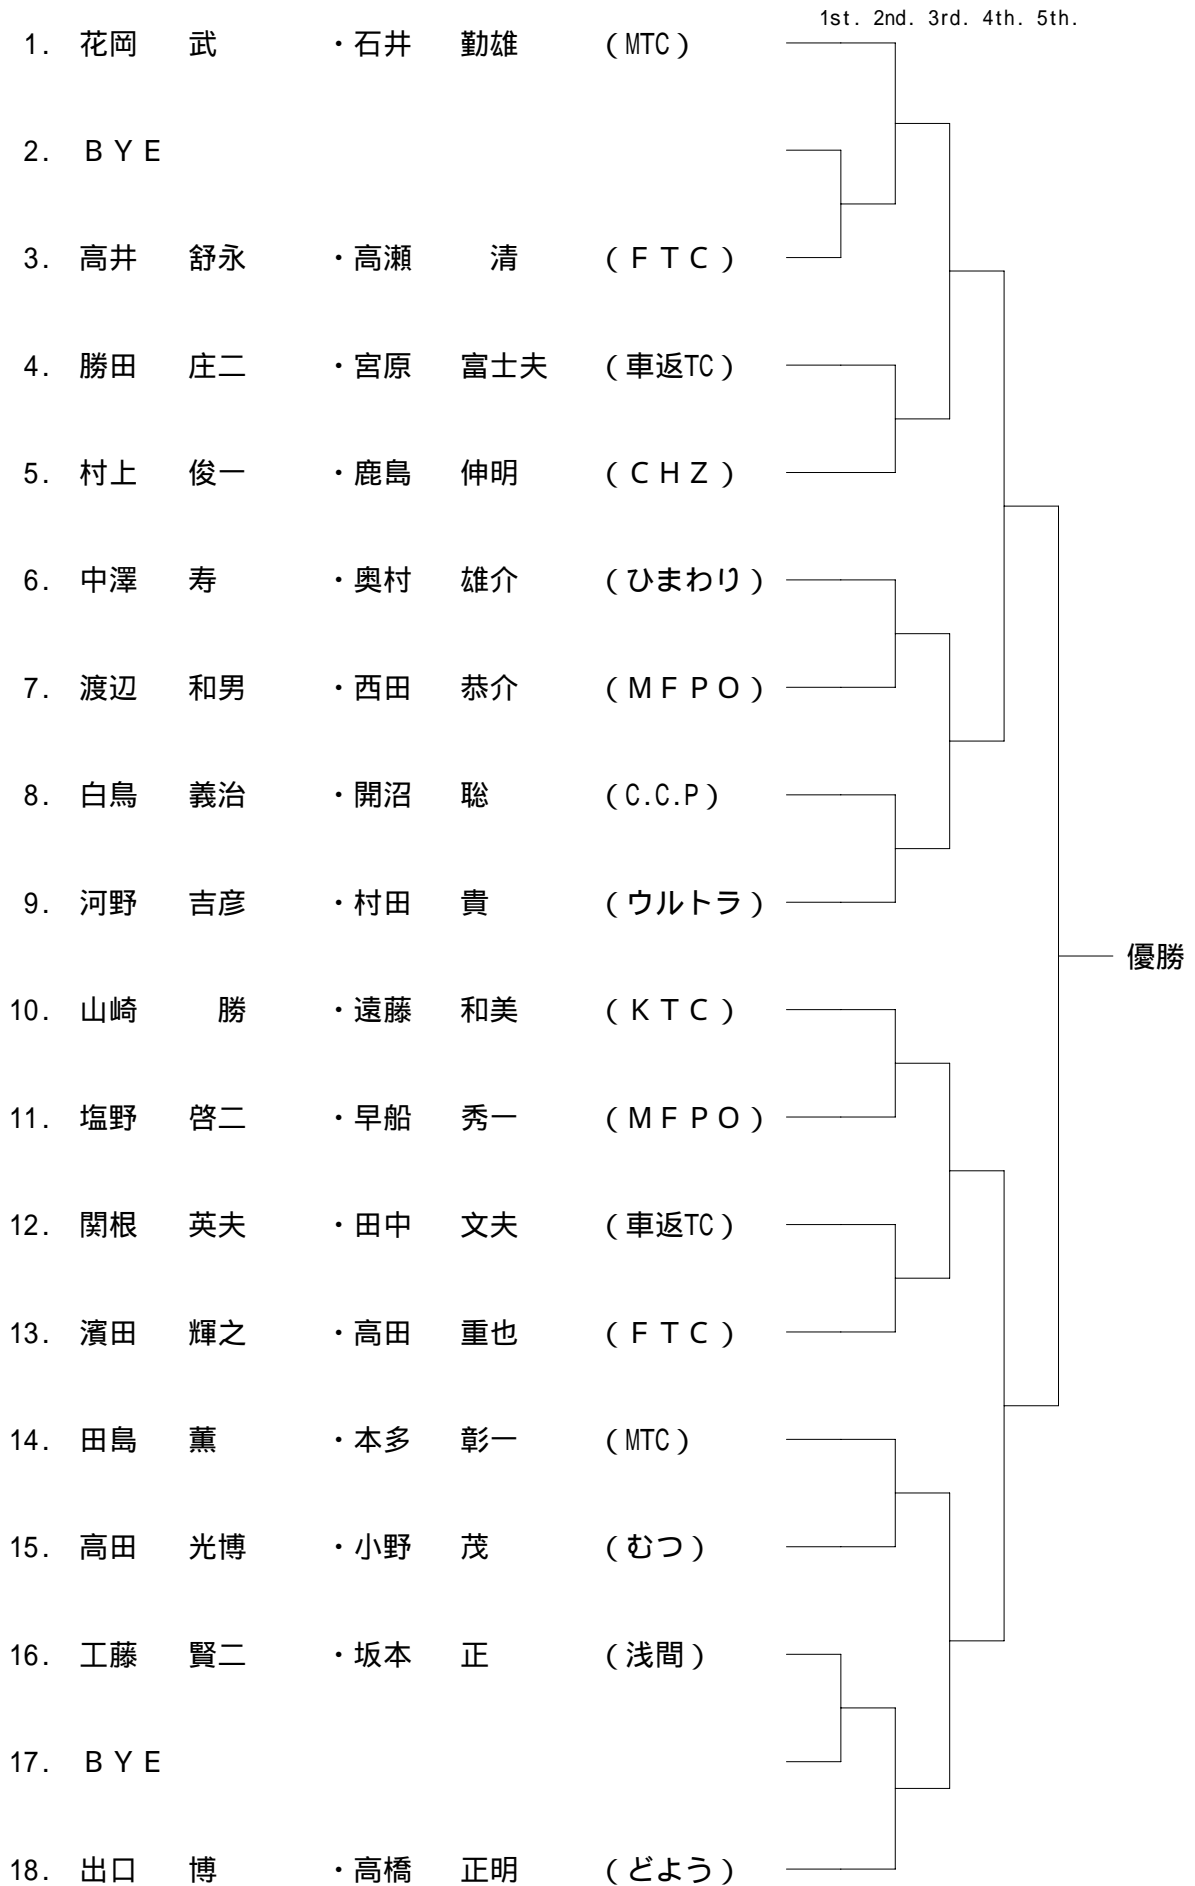 1st. 2nd. 3rd. 4th. 5th.
1. 花岡 武 ・石井 勤雄 (MTC)
2. ＢＹＥ
3. 高井 舒永 ・高瀬 清 (ＦＴＣ)
4. 勝田 庄二 ・宮原 富士夫 (車返TC)
5. 村上 俊一 ・鹿島 伸明 (ＣＨＺ)
6. 中澤 寿 ・奥村 雄介 (ひまわり)
7. 渡辺 和男 ・西田 恭介 (ＭＦＰＯ)
8. 白鳥 義治 ・開沼 聡 (C.C.P)
9. 河野 吉彦 ・村田 貴 (ウルトラ)
優勝
10. 山崎 勝 ・遠藤 和美 (ＫＴＣ)
11. 塩野 啓二 ・早船 秀一 (ＭＦＰＯ)
12. 関根 英夫 ・田中 文夫 (車返TC)
13. 濱田 輝之 ・高田 重也 (ＦＴＣ)
14. 田島 薫 ・本多 彰一 (MTC)
15. 高田 光博 ・小野 茂 (むつ)
16. 工藤 賢二 ・坂本 正 (浅間)
17. ＢＹＥ
18. 出口 博 ・高橋 正明 (どよう)